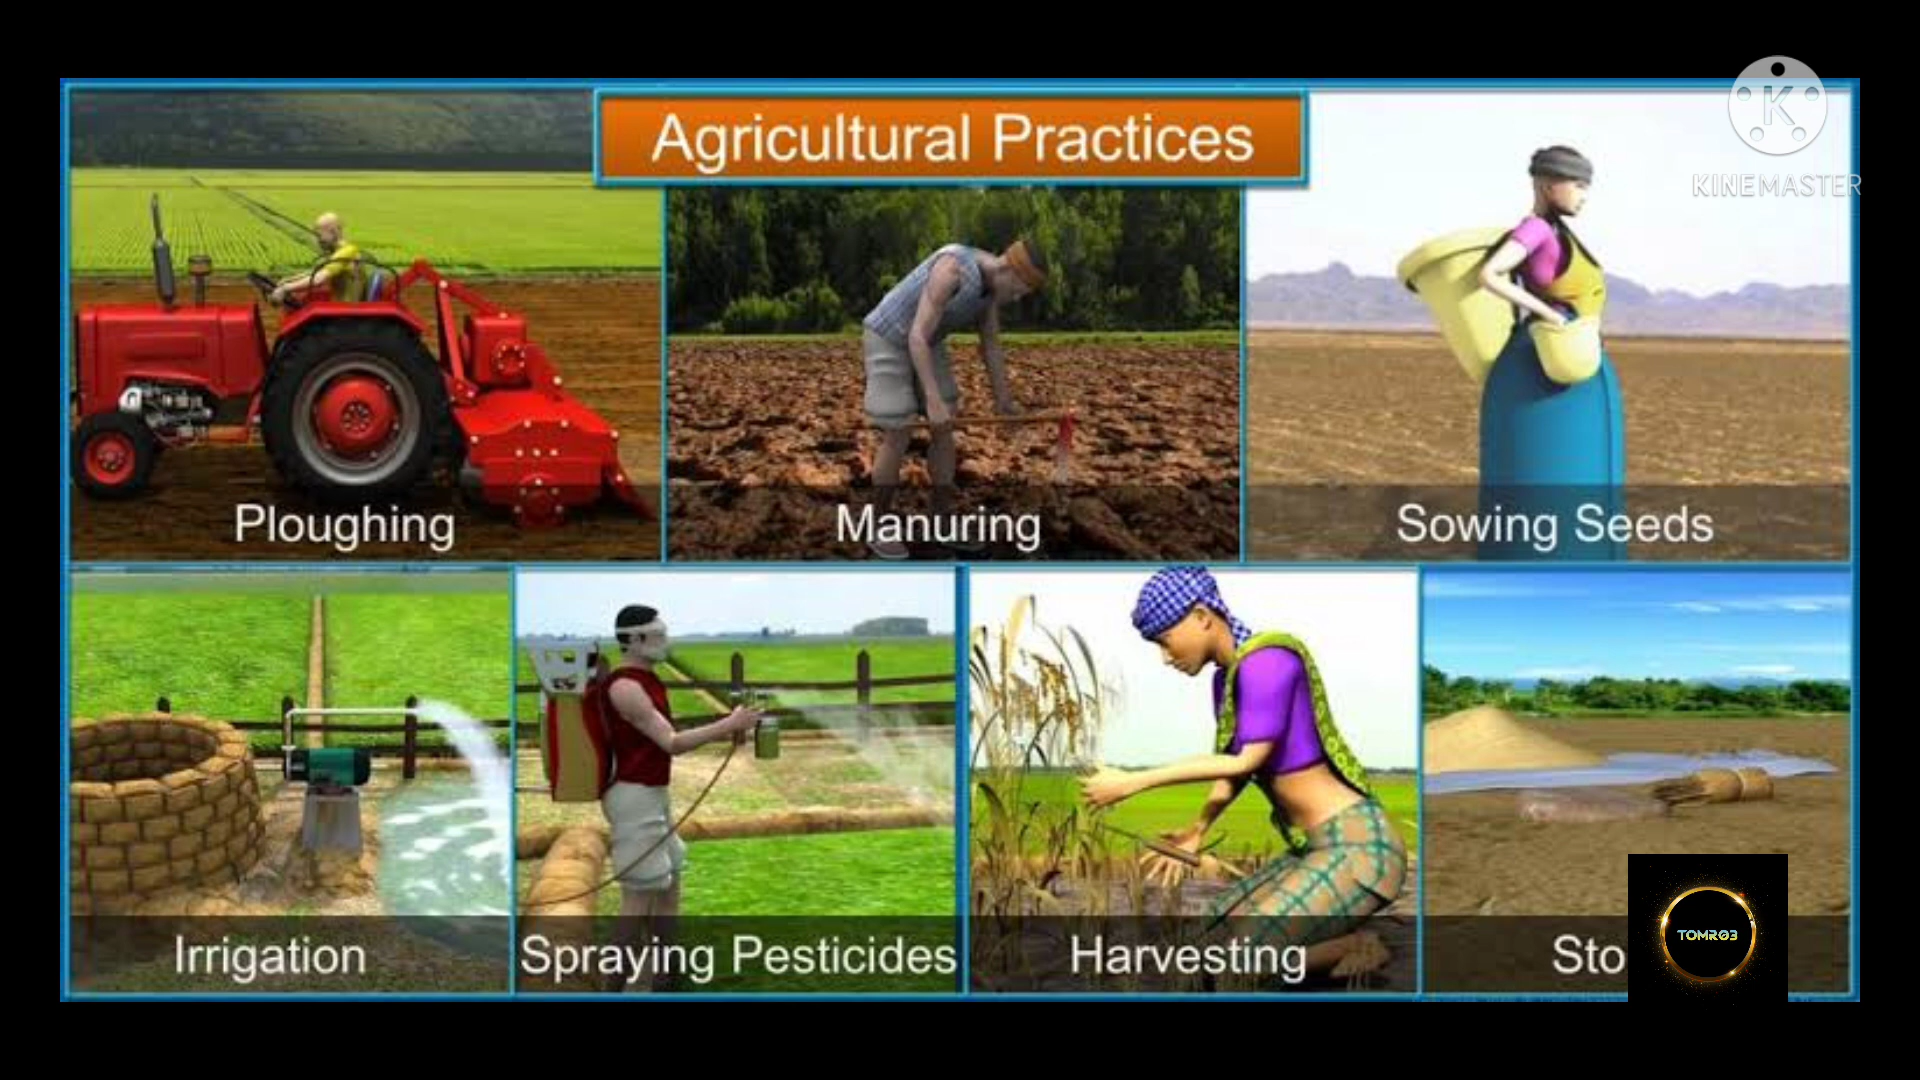 Agricultural Practices
K
KINEMASTER
Ploughing
Manuring
Sowing Seeds
Irrigation
Spraying Pesticides
Harvesting
Sto
TOMR03